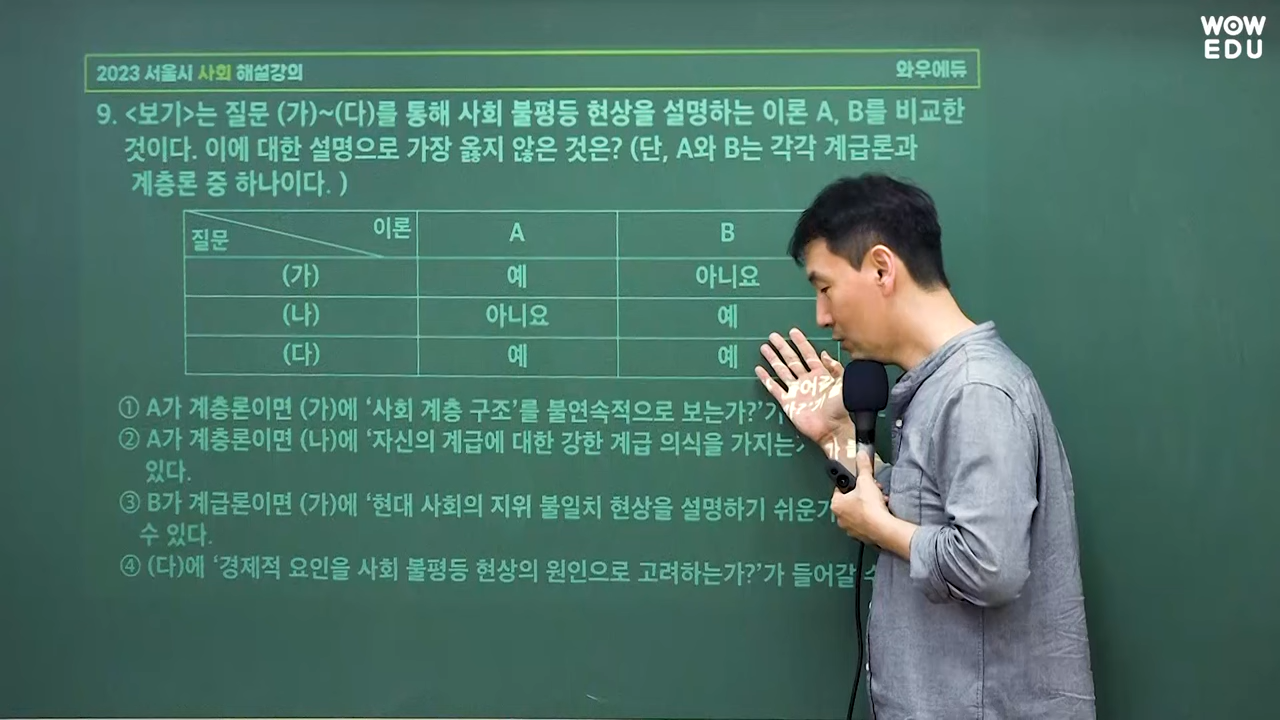 WOW
EDU
2023 서울시 사회 해설강의
와우에듀
9. <보기>는 질문 (가)~(다)를 통해 사회 불평등 현상을 설명하는 이론 A, B를 비교한
것이다. 이에 대한 설명으로 가장 옳지 않은 것은? (단, A와 B는 각각 계급론과
계층론 중 하나이다. )
질문 이론 A B
(가) 예 아니요
(나) 아니요 예
(다) 예 예
① A가 계층론이면 (가)에 ‘사회 계층 구조’를 불연속적으로 보는가?’가
② A가 계층론이면 (나)에 ‘자신의 계급에 대한 강한 계급 의식을 가지는
있다.
③ B가 계급론이면 (가)에 ‘현대 사회의 지위 불일치 현상을 설명하기 쉬운가
수 있다.
④ (다)에 ‘경제적 요인을 사회 불평등 현상의 원인으로 고려하는가?’가 들어갈 수